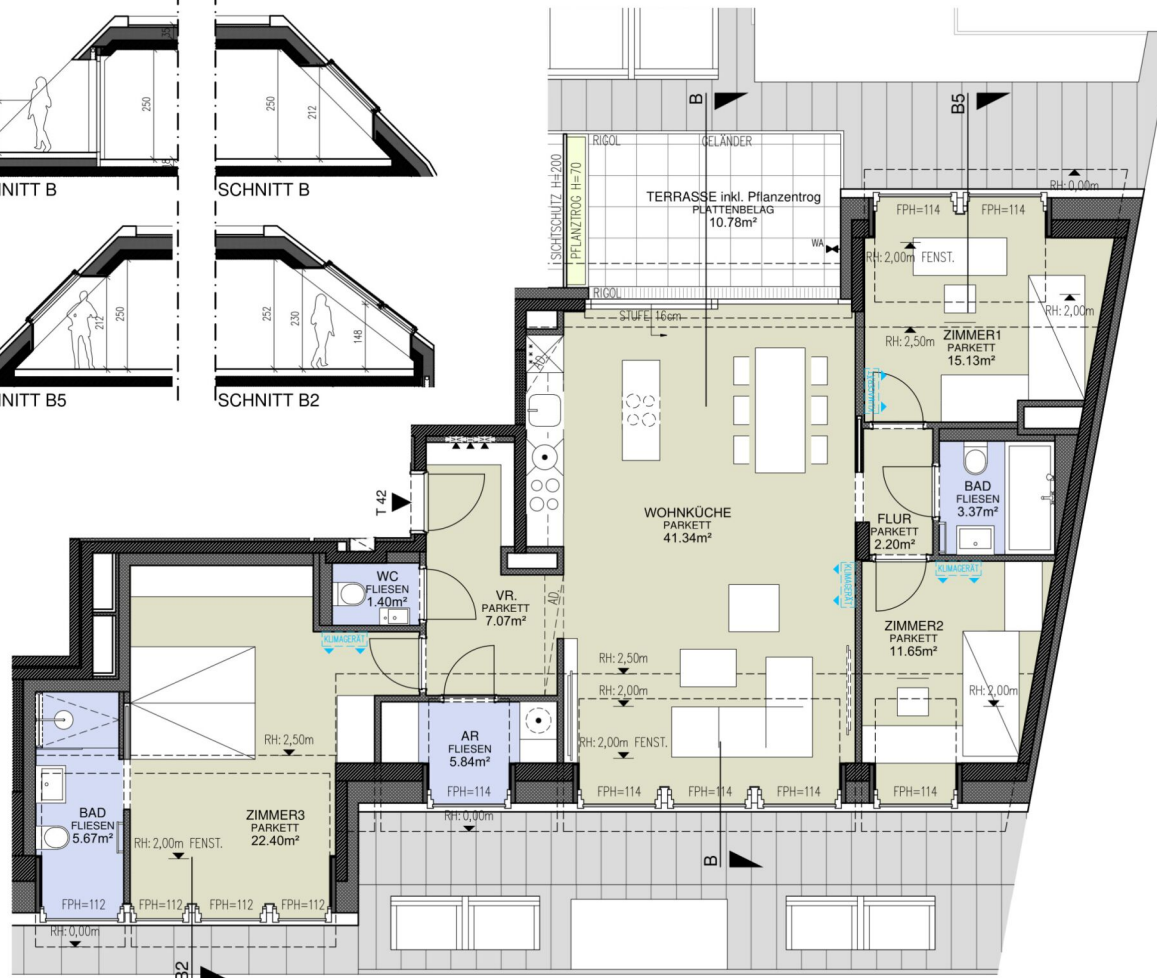 35
250
18
250
212
SCHNITT B
SCHNITT B
212
250
252
230
148
SCHNITT B5
SCHNITT B2
B
B5
RIGOL
GELÄNDER
SICHTSCHUTZ H=200
PFLANZTROG H=70
TERRASSE inkl. Pflanzentrog
PLATTENBELAG
10.78m²
WA
RIGOL
STUFE 16cm
RH: 0,00m
FPH=114
FPH=114
RH: 2,00m FENST.
RH: 2,00m
RH: 2,50m
ZIMMER1
PARKETT
15.13m²
KLIMAGERÄT
AD.
T 42
WOHNKÜCHE
PARKETT
41.34m²
FLUR
PARKETT
2.20m²
BAD
FLIESEN
3.37m²
WC
FLIESEN
1.40m²
VR.
PARKETT
7.07m²
AD.
KLIMAGERÄT
KLIMAGERÄT
KLIMAGERÄT
ZIMMER2
PARKETT
11.65m²
RH: 2,50m
RH: 2,00m
RH: 2,00m
RH: 2,50m
AR
FLIESEN
5.84m²
RH: 2,00m FENST.
FPH=114
FPH=114
FPH=114
FPH=114
FPH=114
RH: 0,00m
BAD
FLIESEN
5.67m²
ZIMMER3
PARKETT
22.40m²
RH: 2,00m FENST.
B
FPH=112
FPH=112
FPH=112
FPH=112
RH: 0,00m
B2